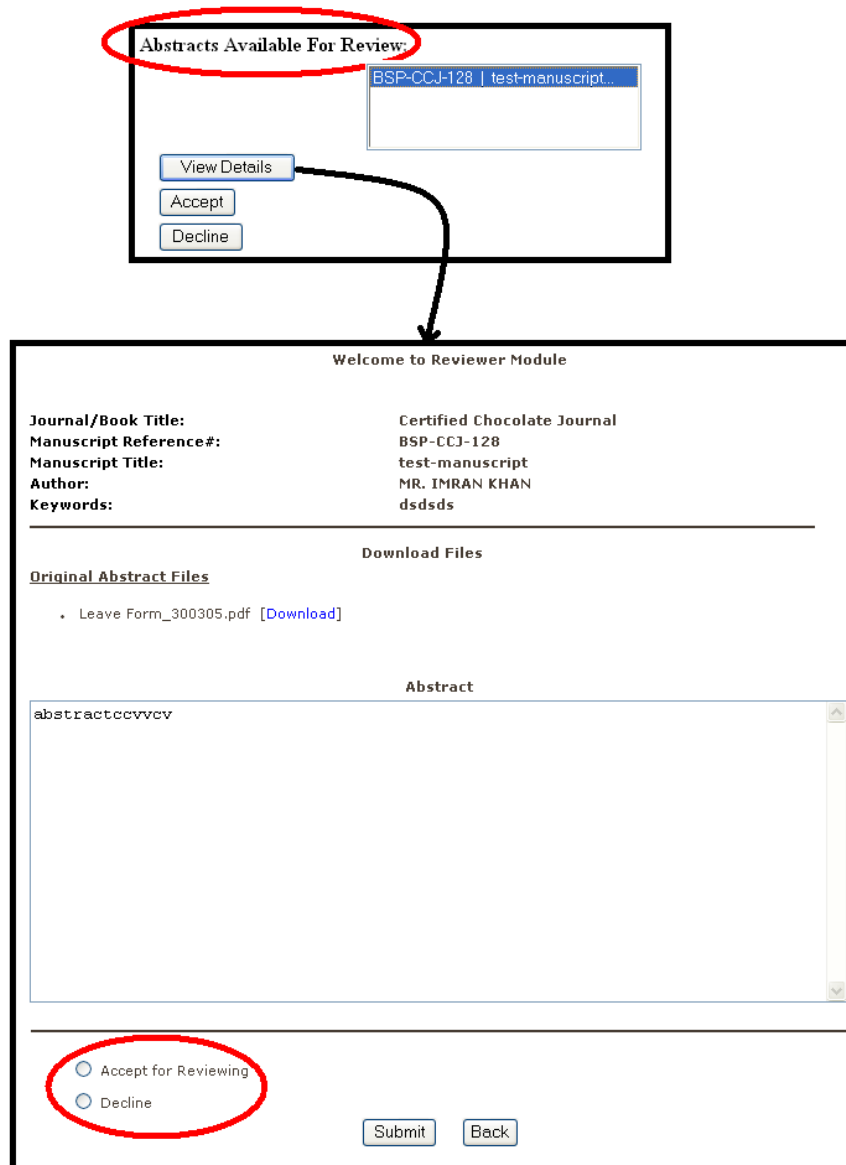 Abstracts Available For Review:
BSP-CCJ-128 | test-manuscript...
View Details
Accept
Decline
Welcome to Reviewer Module
Journal/Book Title: Certified Chocolate Journal
Manuscript Reference#: BSP-CCJ-128
Manuscript Title: test-manuscript
Author: MR. IMRAN KHAN
Keywords: dsdsds
Download Files
Original Abstract Files
• Leave Form_300305.pdf [Download]
Abstract
abstractccvvcv
Accept for Reviewing
Decline
Submit Back